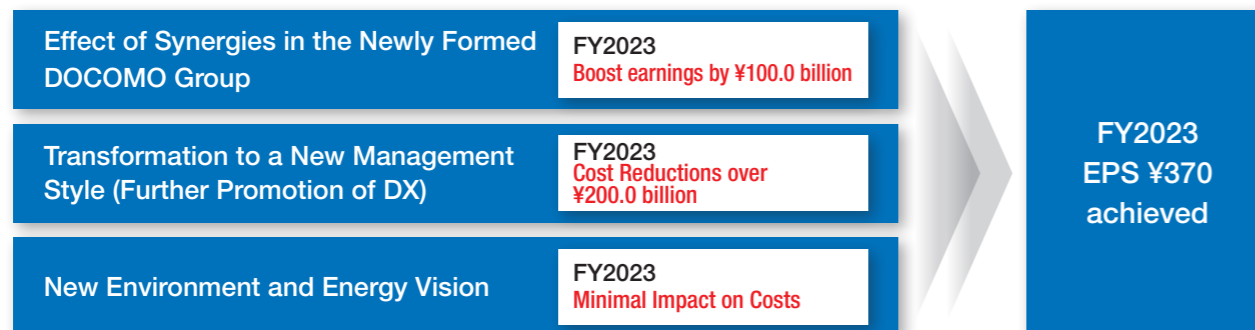 Effect of Synergies in the Newly Formed
DOCOMO Group
FY2023
Boost earnings by ¥100.0 billion
Transformation to a New Management
Style (Further Promotion of DX)
FY2023
Cost Reductions over
¥200.0 billion
New Environment and Energy Vision
FY2023
Minimal Impact on Costs
FY2023
EPS ¥370
achieved